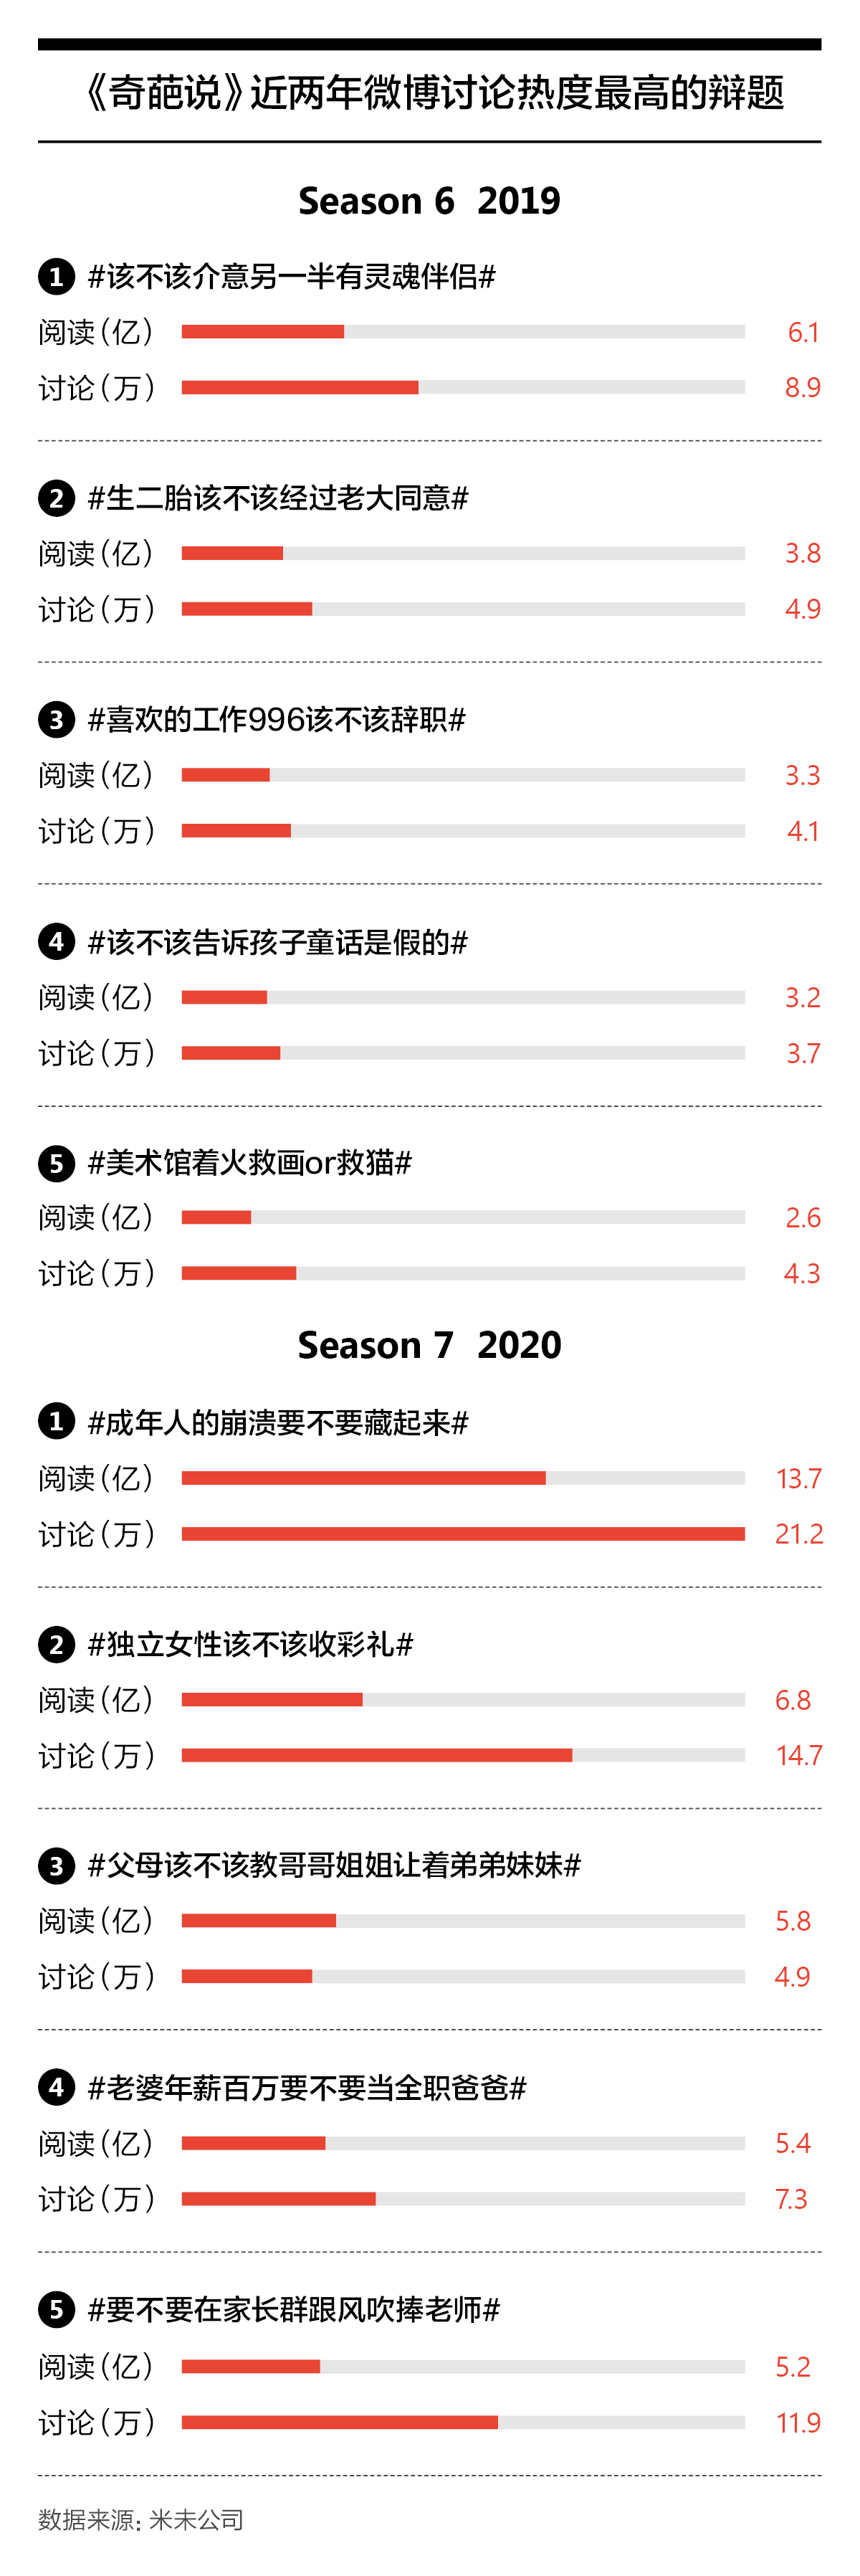 《奇葩说》近两年微博讨论热度最高的辩题
Season 6 2019
1 #该不该介意另一半有灵魂伴侣#
阅读（亿） 6.1
讨论（万） 8.9
2 #生二胎该不该经过老大同意#
阅读（亿） 3.8
讨论（万） 4.9
3 #喜欢的工作996该不该辞职#
阅读（亿） 3.3
讨论（万） 4.1
4 #该不该告诉孩子童话是假的#
阅读（亿） 3.2
讨论（万） 3.7
5 #美术馆着火救画or救猫#
阅读（亿） 2.6
讨论（万） 4.3
Season 7 2020
1 #成年人的崩溃要不要藏起来#
阅读（亿） 13.7
讨论（万） 21.2
2 #独立女性该不该收彩礼#
阅读（亿） 6.8
讨论（万） 14.7
3 #父母该不该教哥哥姐姐让着弟弟妹妹#
阅读（亿） 5.8
讨论（万） 4.9
4 #老婆年薪百万要不要当全职爸爸#
阅读（亿） 5.4
讨论（万） 7.3
5 #要不要在家长群跟风吹捧老师#
阅读（亿） 5.2
讨论（万） 11.9
数据来源：米未公司